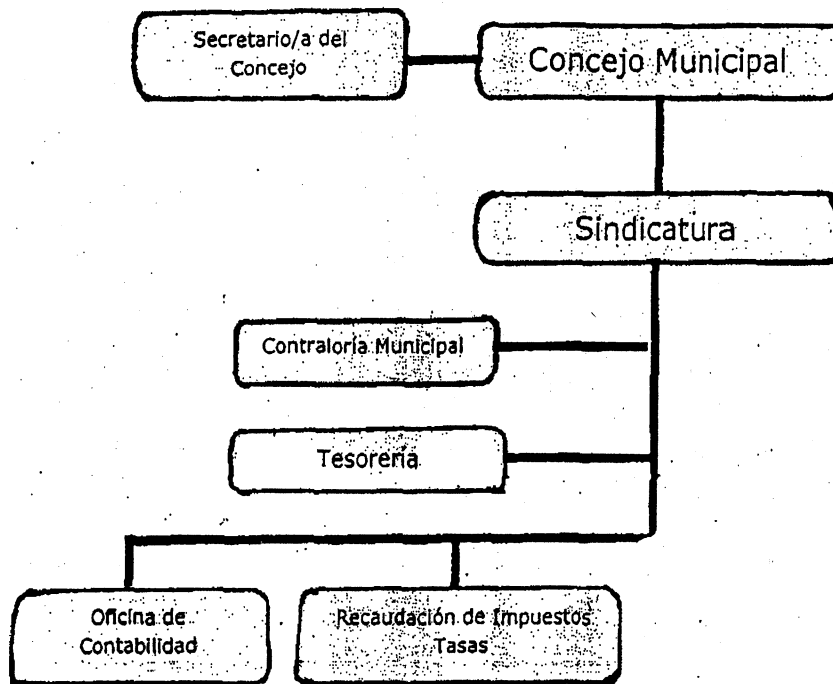 Secretario/a del
Concejo
Concejo Municipal
Sindicatura
Contraloría Municipal
Tesorería
Oficina de
Contabilidad
Recaudación de Impuestos
Tasas